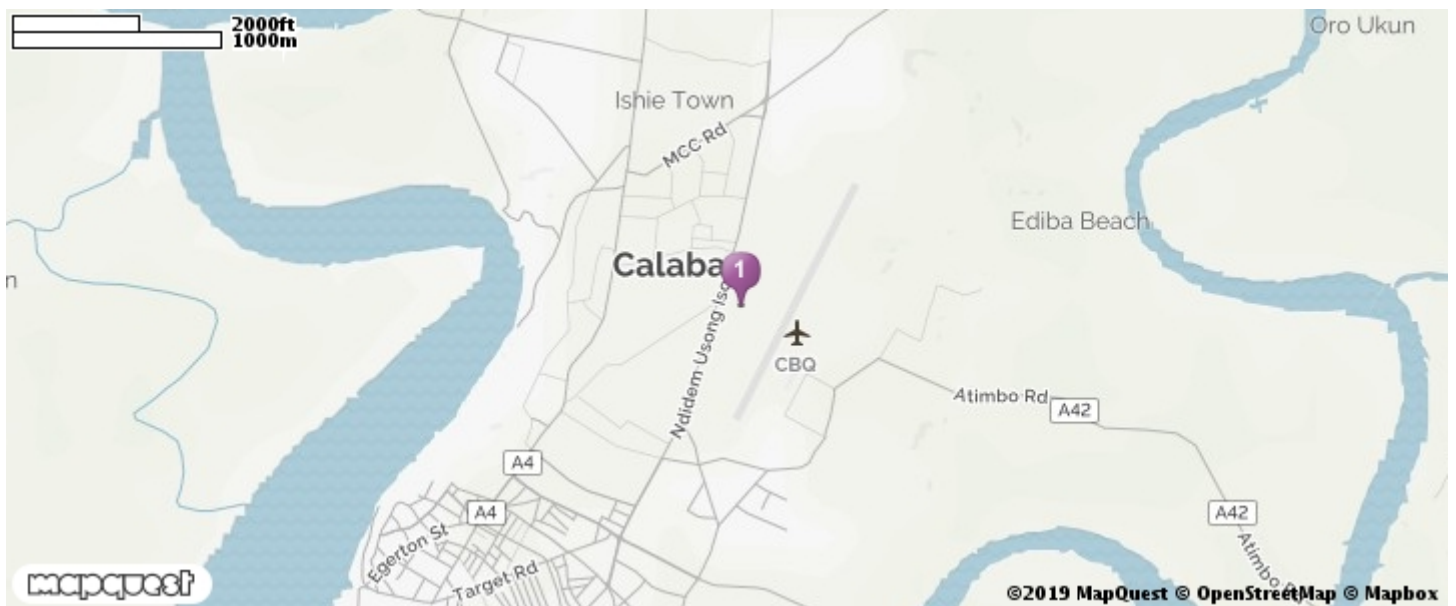 2000ft
1000m
Oro Ukun
Ishie Town
MCC Rd
Ediba Beach
Calaba
1
n
Ndidem Usong Iso
CBQ
Atimbo Rd
A42
A4
A4
A42
Egerton St
Target Rd
Atimbo R
mapquest
©2019 MapQuest © OpenStreetMap © Mapbox